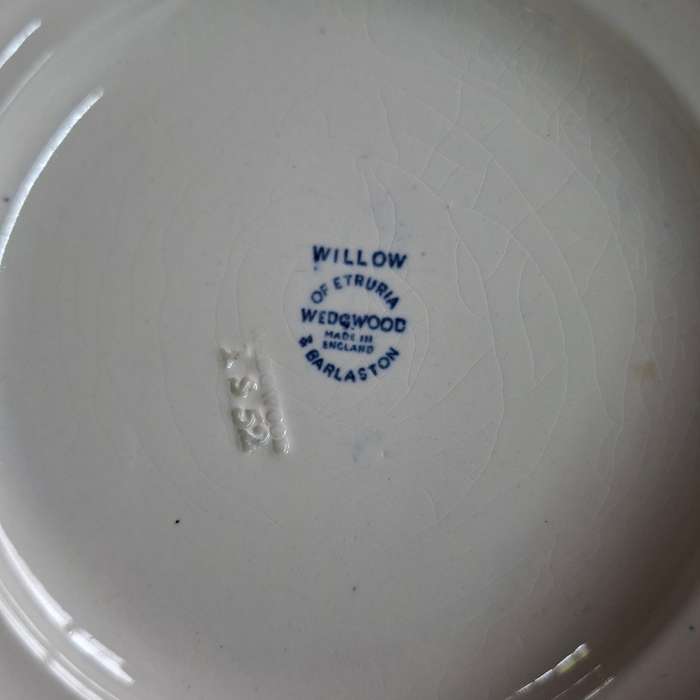 WILLOW
OF ETRURIA
WEDGWOOD
MADE IN
ENGLAND
& BARLASTON